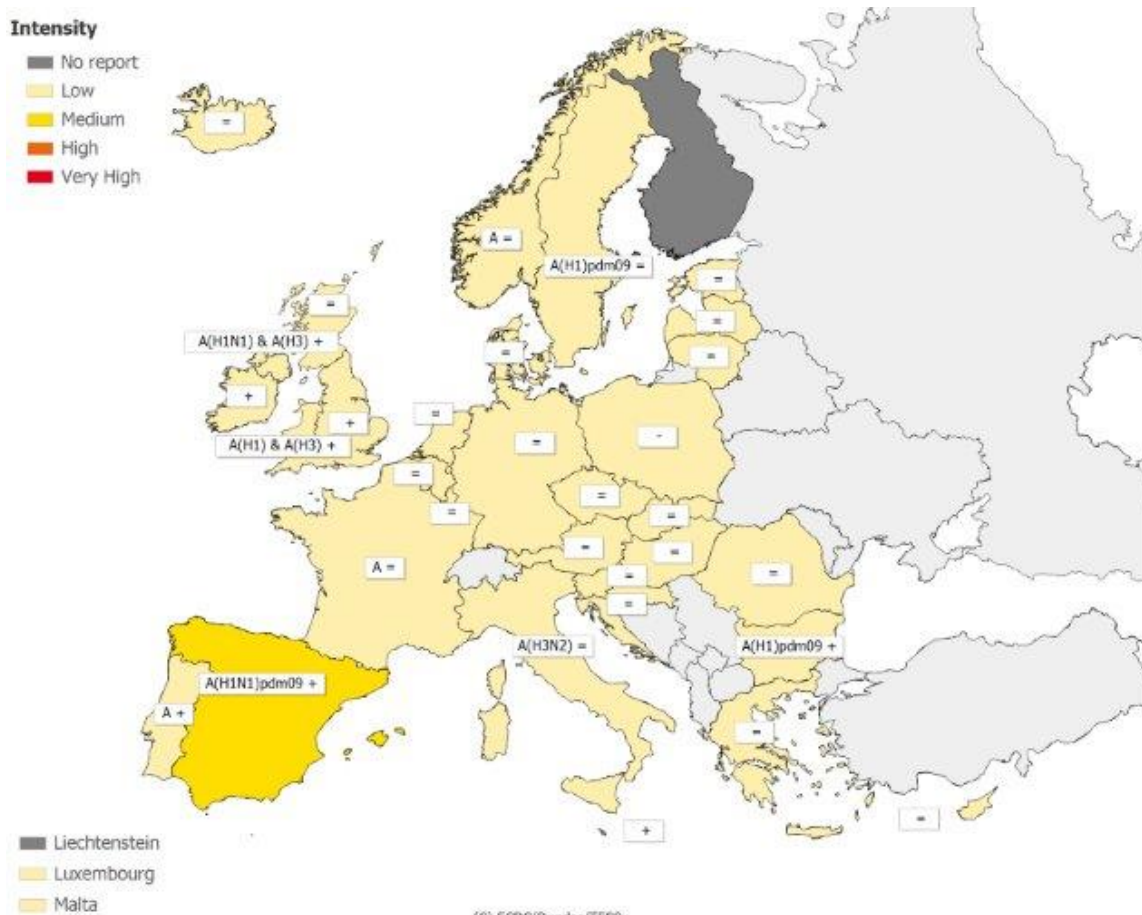 Intensity
No report
Low
Medium
High
Very High
=
A =
A(H1)pdm09 =
=
=
=
=
A(H1N1) & A(H3) +
=
+
+
A(H1) & A(H3) +
=
=
-
=
=
=
=
=
=
A =
=
=
=
A(H3N2) =
A(H1)pdm09 +
A(H1N1)pdm09 +
A +
=
=
+
Liechtenstein
Luxembourg
Malta